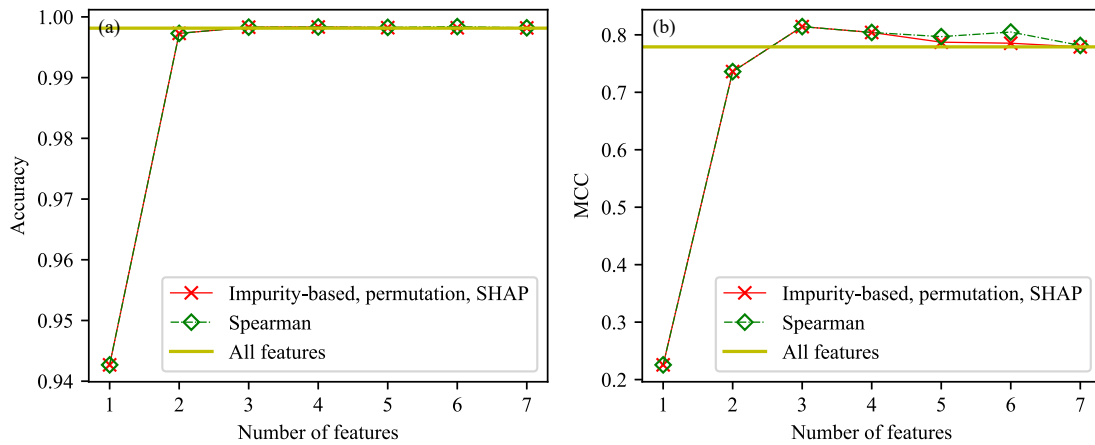 (a)
1.00
0.99
0.98
0.97
0.96
0.95
0.94
Accuracy
1 2 3 4 5 6 7
Number of features
Impurity-based, permutation, SHAP
Spearman
All features
(b)
0.8
0.7
0.6
0.5
0.4
0.3
0.2
MCC
1 2 3 4 5 6 7
Number of features
Impurity-based, permutation, SHAP
Spearman
All features